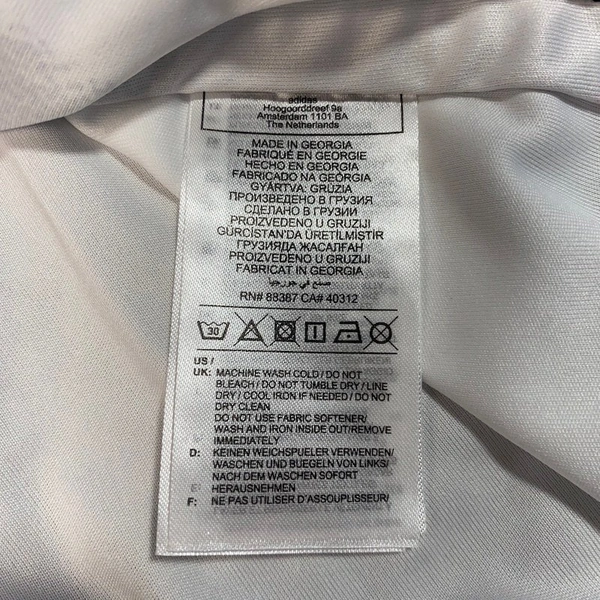 adidas
Hoogoorddreef 9a
Amsterdam 1101 BA
The Netherlands
MADE IN GEORGIA
FABRIQUÉ EN GEORGIE
HECHO EN GEORGIA
FABRICADO NA GEÓRGIA
GYÁRTVA: GRÚZIA
ПРОИЗВЕДЕНО В ГРУЗИЯ
СДЕЛАНО В ГРУЗИИ
PROIZVEDENO U GRUZIJI
GÜRCİSTAN'DA ÜRETİLMİŞTİR
ГРУЗИЯДА ЖАСАЛҒАН
PROIZVEDENO U GRUZIJI
FABRICAT IN GEORGIA
صنع في جورجيا
RN# 88387 CA# 40312
30
US /
UK: MACHINE WASH COLD / DO NOT
BLEACH / DO NOT TUMBLE DRY / LINE
DRY / COOL IRON IF NEEDED / DO NOT
DRY CLEAN
DO NOT USE FABRIC SOFTENER/
WASH AND IRON INSIDE OUT/REMOVE
IMMEDIATELY
D: KEINEN WEICHSPUELER VERWENDEN/
WASCHEN UND BUEGELN VON LINKS/
NACH DEM WASCHEN SOFORT
HERAUSNEHMEN
F: NE PAS UTILISER D'ASSOUPLISEUR/